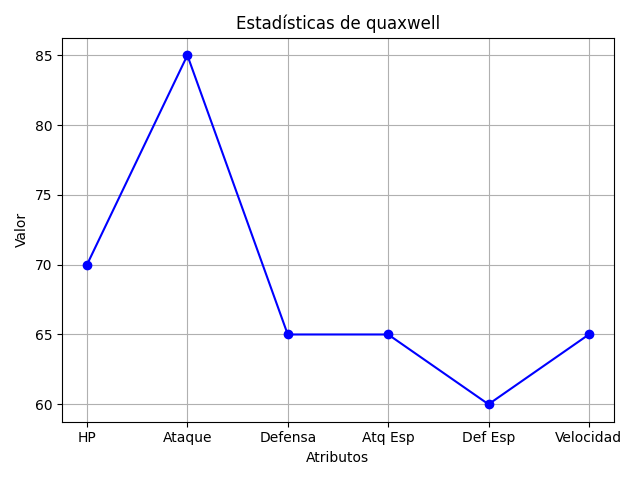 Estadísticas de quaxwell
85
80
75
70
65
60
Valor
HP Ataque Defensa Atq Esp Def Esp Velocidad
Atributos